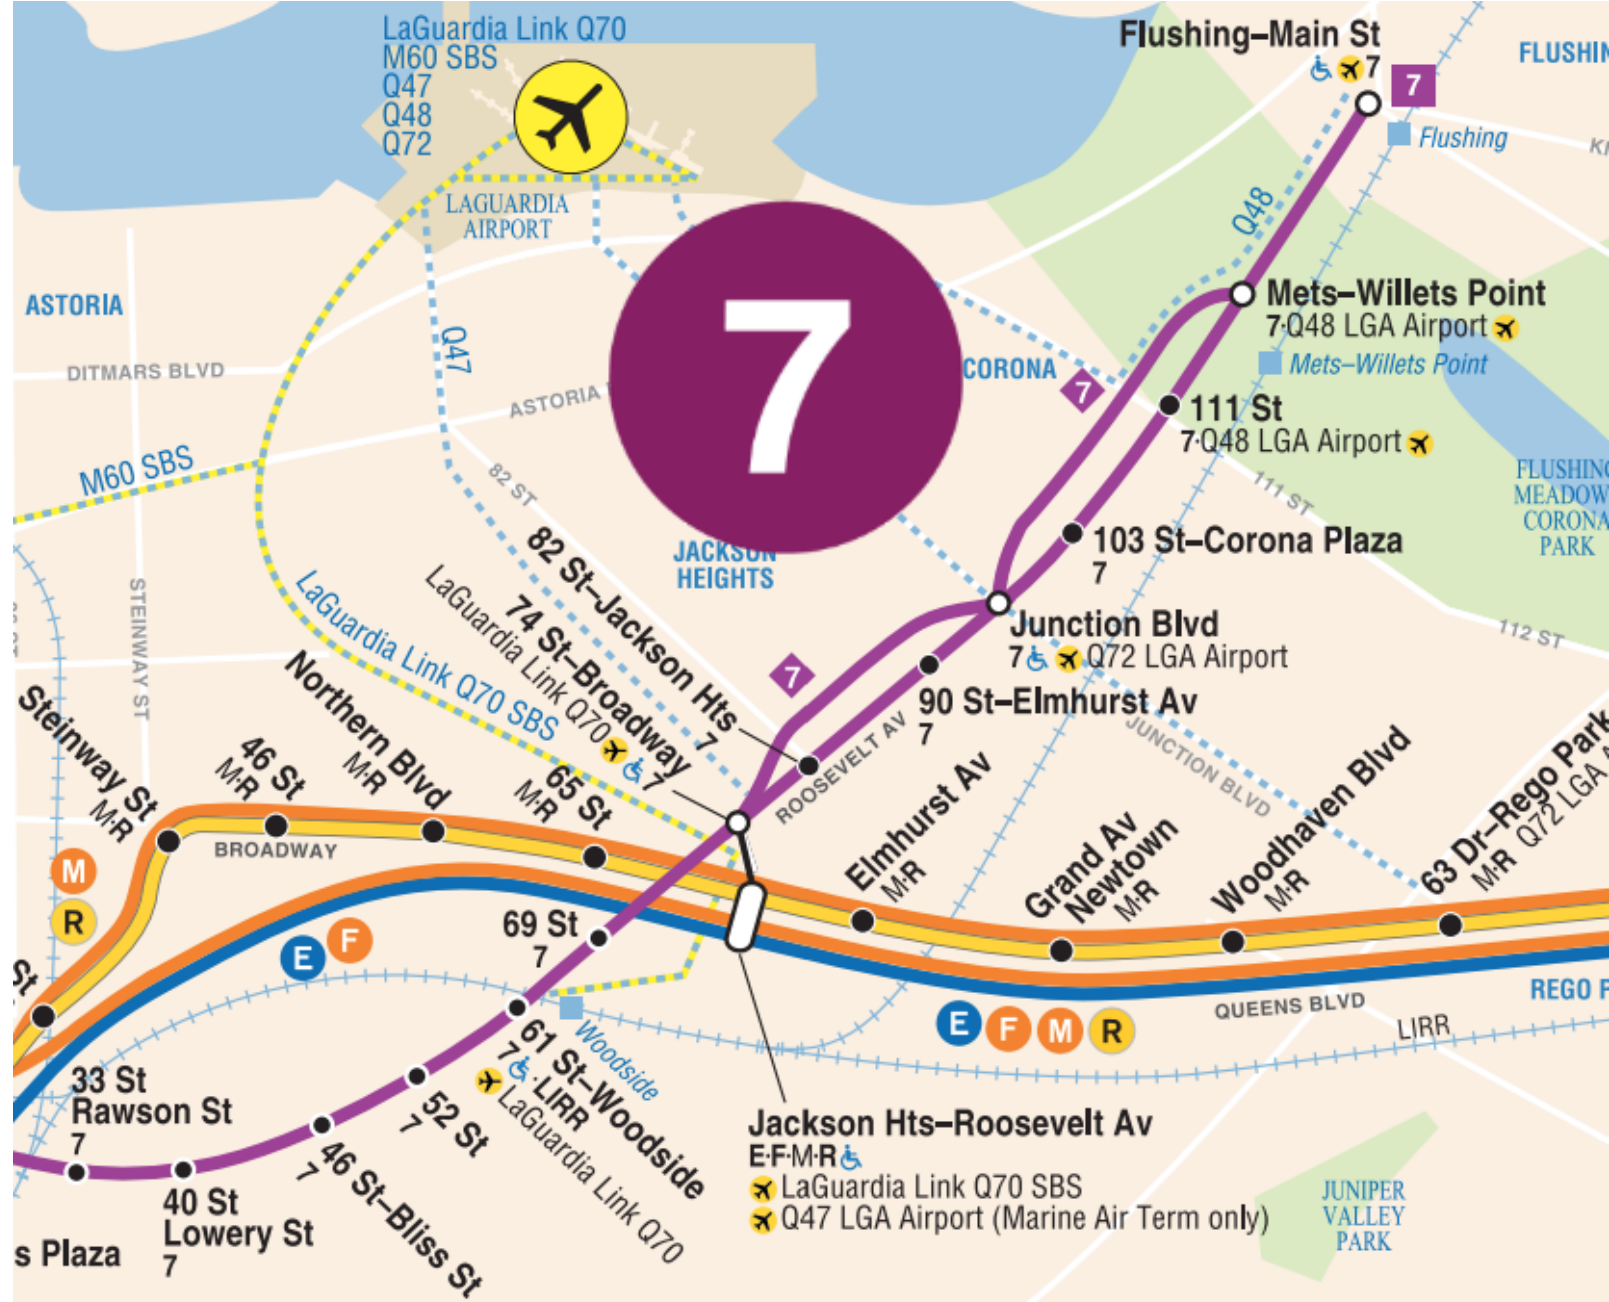 LaGuardia Link Q70
M60 SBS
Q47
Q48
Q72
LAGUARDIA
AIRPORT
Flushing–Main St
7
7
FLUSHIN
Flushing
Q48
Mets–Willets Point
7·Q48 LGA Airport
Mets–Willets Point
ASTORIA
DITMARS BLVD
Q47
ASTORIA
7
CORONA
7
111 St
7·Q48 LGA Airport
111 ST
FLUSHING
MEADOW
CORONA
PARK
M60 SBS
82 ST
STEINWAY ST
JACKSON
HEIGHTS
103 St–Corona Plaza
7
112 ST
Junction Blvd
7 Q72 LGA Airport
JUNCTION BLVD
7
90 St–Elmhurst Av
7
ROOSEVELT AV
82 St–Jackson Hts
7
74 St–Broadway
7
LaGuardia Link Q70
LaGuardia Link Q70 SBS
Steinway St
M·R
46 St
M·R
Northern Blvd
M·R
65 St
M·R
BROADWAY
Elmhurst Av
M·R
Grand Av
Newtown
M·R
Woodhaven Blvd
M·R
63 Dr–Rego Park
M·R Q72 LGA A
M
R
E
F
St
69 St
7
61 St–Woodside
7 ·LIRR
LaGuardia Link Q70
Woodside
52 St
7
46 St–Bliss St
7
40 St
Lowery St
7
33 St
Rawson St
7
s Plaza
E
F
M
R
QUEENS BLVD
REGO P
LIRR
Jackson Hts–Roosevelt Av
E·F·M·R
LaGuardia Link Q70 SBS
Q47 LGA Airport (Marine Air Term only)
JUNIPER
VALLEY
PARK